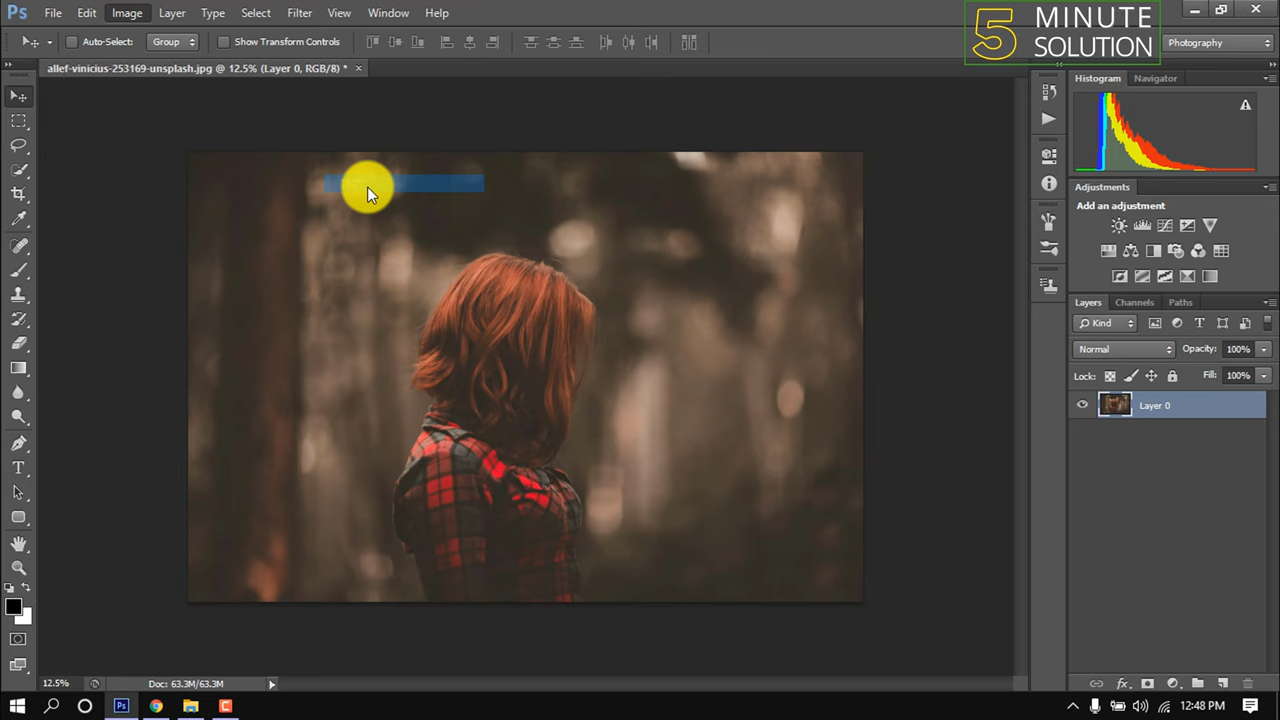 Ps File Edit Image Layer Type Select Filter View Window Help
5 MINUTE SOLUTION
Auto-Select: Group Show Transform Controls
Photography
allef-vinicius-253169-unsplash.jpg @ 12.5% (Layer 0, RGB/8) * ×
Histogram Navigator
Adjustments
Add an adjustment
Layers Channels Paths
Kind
Normal Opacity: 100%
Lock: Fill: 100%
Layer 0
12.5% Doc: 63.3M/63.3M
Ps 12:48 PM